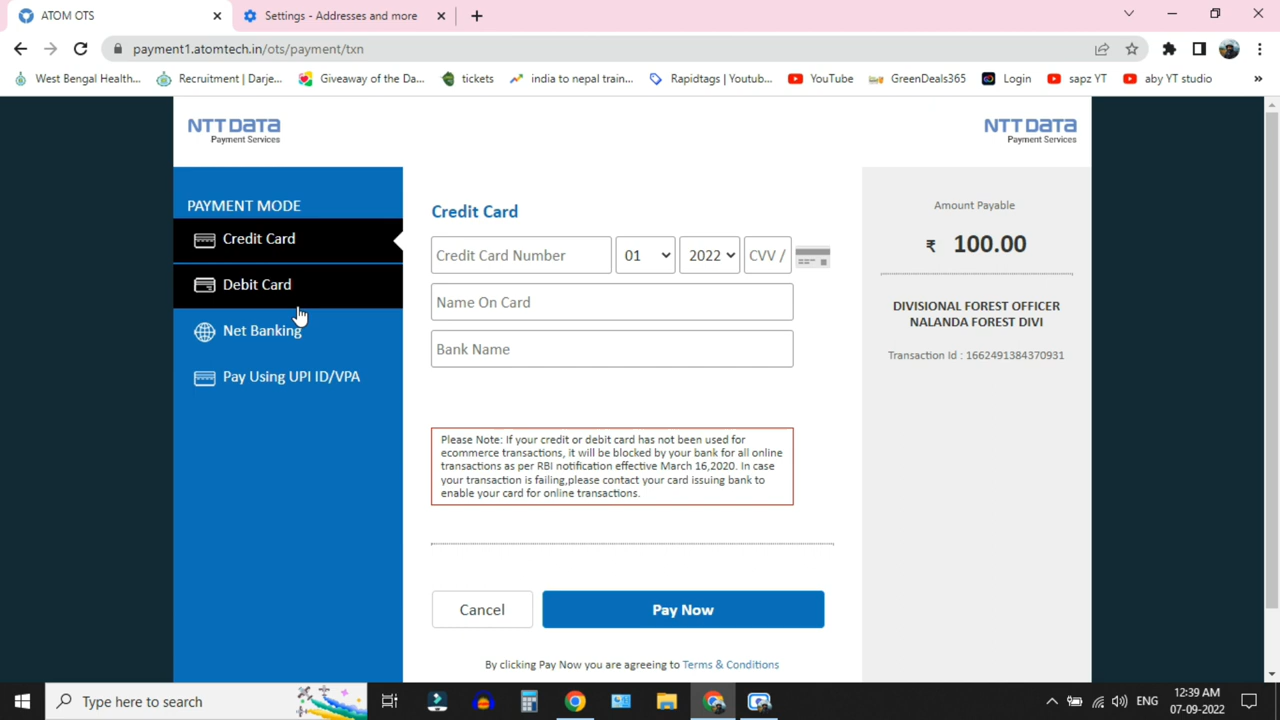 ATOM OTS
Settings - Addresses and more
payment1.atomtech.in/ots/payment/txn
West Bengal Health...
Recruitment | Darje...
Giveaway of the Da...
tickets
india to nepal train...
Rapidtags | Youtub...
YouTube
GreenDeals365
Login
sapz YT
aby YT studio
»
NTT DATA
Payment Services
NTT DATA
Payment Services
PAYMENT MODE
Credit Card
Debit Card
Net Banking
Pay Using UPI ID/VPA
Credit Card
Credit Card Number
01
2022
CVV /
Name On Card
Bank Name
Please Note: If your credit or debit card has not been used for
ecommerce transactions, it will be blocked by your bank for all online
transactions as per RBI notification effective March 16,2020. In case
your transaction is failing,please contact your card issuing bank to
enable your card for online transactions.
Cancel
Pay Now
By clicking Pay Now you are agreeing to Terms & Conditions
Amount Payable
₹ 100.00
DIVISIONAL FOREST OFFICER
NALANDA FOREST DIVI
Transaction Id : 1662491384370931
Type here to search
ENG
12:39 AM
07-09-2022